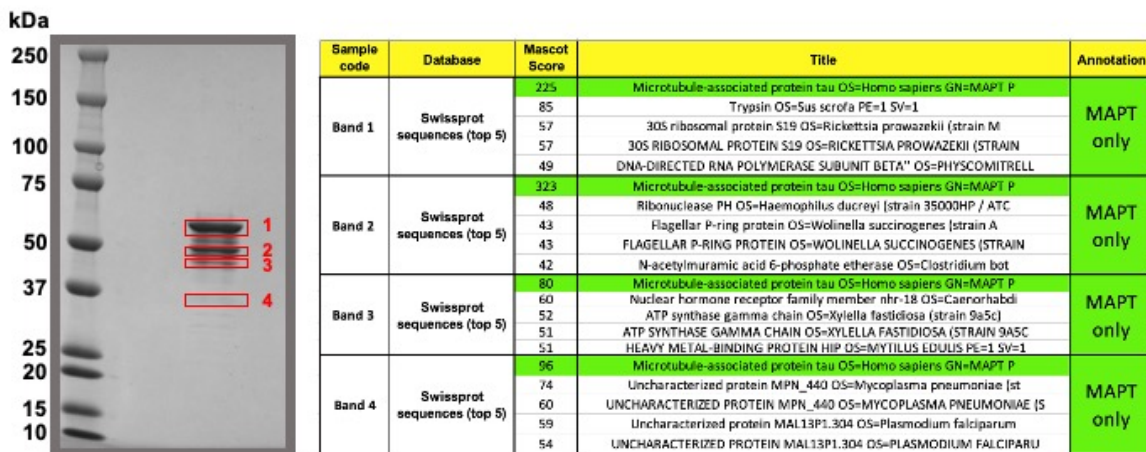 kDa
250
150
100
75
50
37
25
20
15
10
1
2
3
4
Sample code Database Mascot Score Title Annotation
Band 1 Swissprot sequences (top 5) MAPT only
225 Microtubule-associated protein tau OS=Homo sapiens GN=MAPT P
85 Trypsin OS=Sus scrofa PE=1 SV=1
57 30S ribosomal protein S19 OS=Rickettsia prowazekii (strain M
57 30S RIBOSOMAL PROTEIN S19 OS=RICKETTSIA PROWAZEKII (STRAIN
49 DNA-DIRECTED RNA POLYMERASE SUBUNIT BETA'' OS=PHYSCOMITRELL
Band 2 Swissprot sequences (top 5) MAPT only
323 Microtubule-associated protein tau OS=Homo sapiens GN=MAPT P
48 Ribonuclease PH OS=Haemophilus ducreyi (strain 35000HP / ATC
43 Flagellar P-ring protein OS=Wolinella succinogenes (strain A
43 FLAGELLAR P-RING PROTEIN OS=WOLINELLA SUCCINOGENES (STRAIN
42 N-acetylmuramic acid 6-phosphate etherase OS=Clostridium bot
Band 3 Swissprot sequences (top 5) MAPT only
80 Microtubule-associated protein tau OS=Homo sapiens GN=MAPT P
60 Nuclear hormone receptor family member nhr-18 OS=Caenorhabdi
52 ATP synthase gamma chain OS=Xylella fastidiosa (strain 9a5c)
51 ATP SYNTHASE GAMMA CHAIN OS=XYLELLA FASTIDIOSA (STRAIN 9A5C
51 HEAVY METAL-BINDING PROTEIN HIP OS=MYTILUS EDULIS PE=1 SV=1
Band 4 Swissprot sequences (top 5) MAPT only
96 Microtubule-associated protein tau OS=Homo sapiens GN=MAPT P
74 Uncharacterized protein MPN_440 OS=Mycoplasma pneumoniae (st
60 UNCHARACTERIZED PROTEIN MPN_440 OS=MYCOPLASMA PNEUMONIAE (S
59 Uncharacterized protein MAL13P1.304 OS=Plasmodium falciparum
54 UNCHARACTERIZED PROTEIN MAL13P1.304 OS=PLASMODIUM FALCIPARU